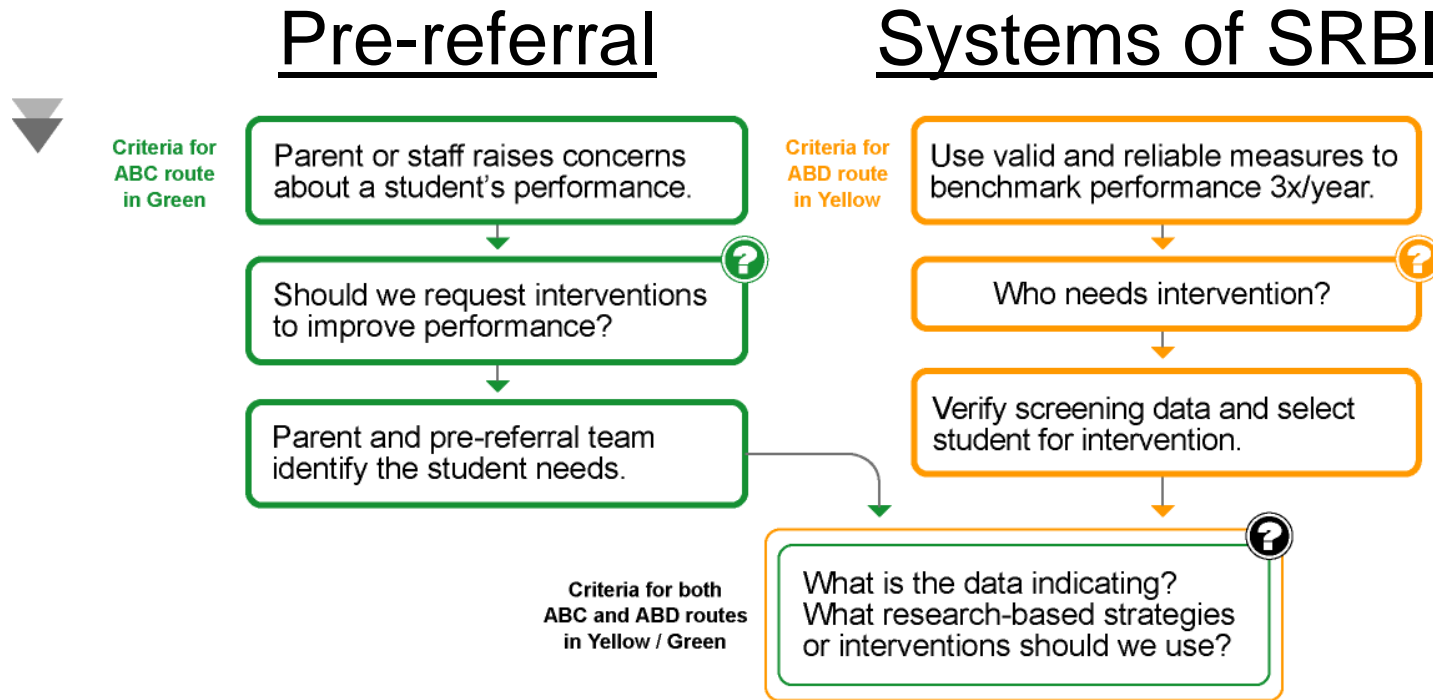 Pre-referral
Systems of SRBI
Criteria for
ABC route
in Green
Parent or staff raises concerns
about a student's performance.
Criteria for
ABD route
in Yellow
Use valid and reliable measures to
benchmark performance 3x/year.
?
Should we request interventions
to improve performance?
?
Who needs intervention?
Parent and pre-referral team
identify the student needs.
Verify screening data and select
student for intervention.
?
Criteria for both
ABC and ABD routes
in Yellow / Green
What is the data indicating?
What research-based strategies
or interventions should we use?